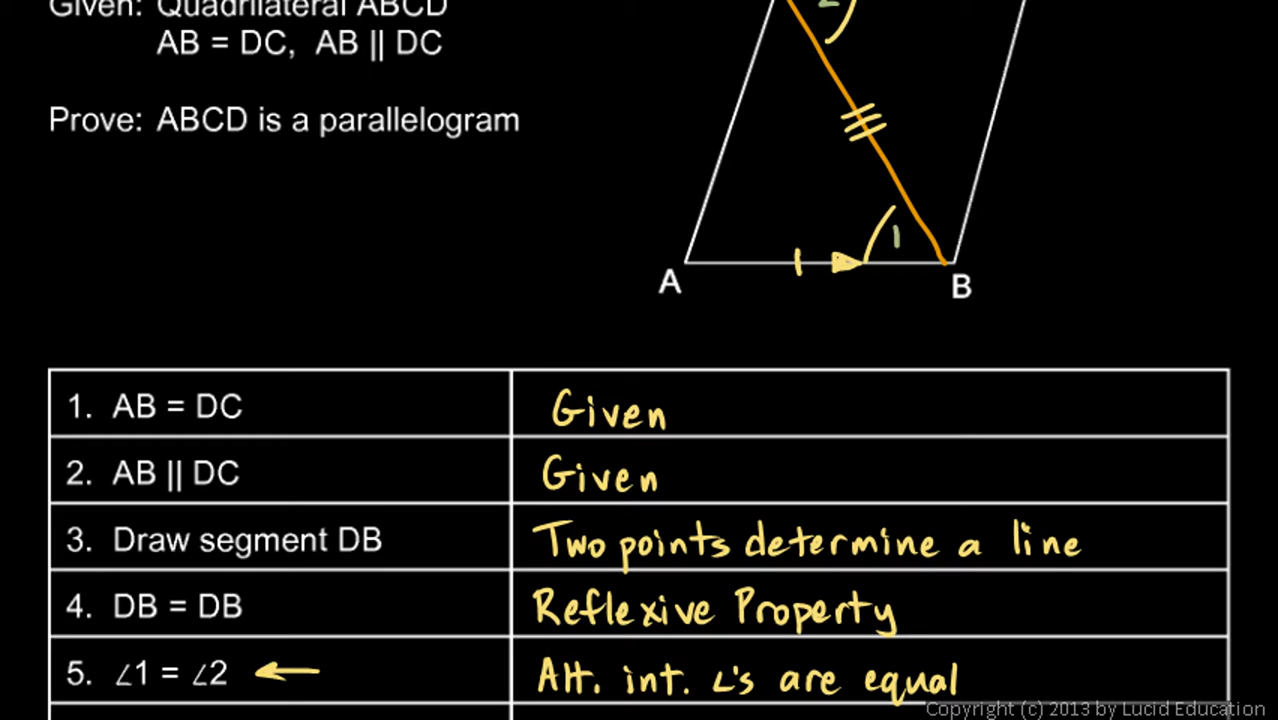 Given: Quadrilateral ABCD
AB = DC, AB || DC
Prove: ABCD is a parallelogram
2
1
A
B
1. AB = DC Given
2. AB || DC Given
3. Draw segment DB Two points determine a line
4. DB = DB Reflexive Property
5. ∠1 = ∠2 Alt. int. ∠'s are equal
Copyright (c) 2013 by Lucid Education